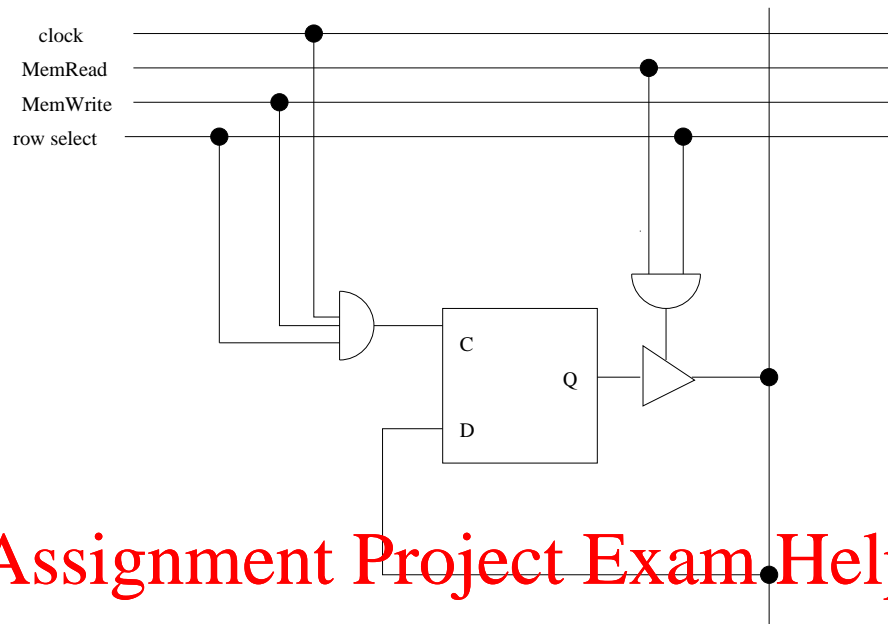 clock
MemRead
MemWrite
row select
C
Q
D
Assignment Project Exam Help